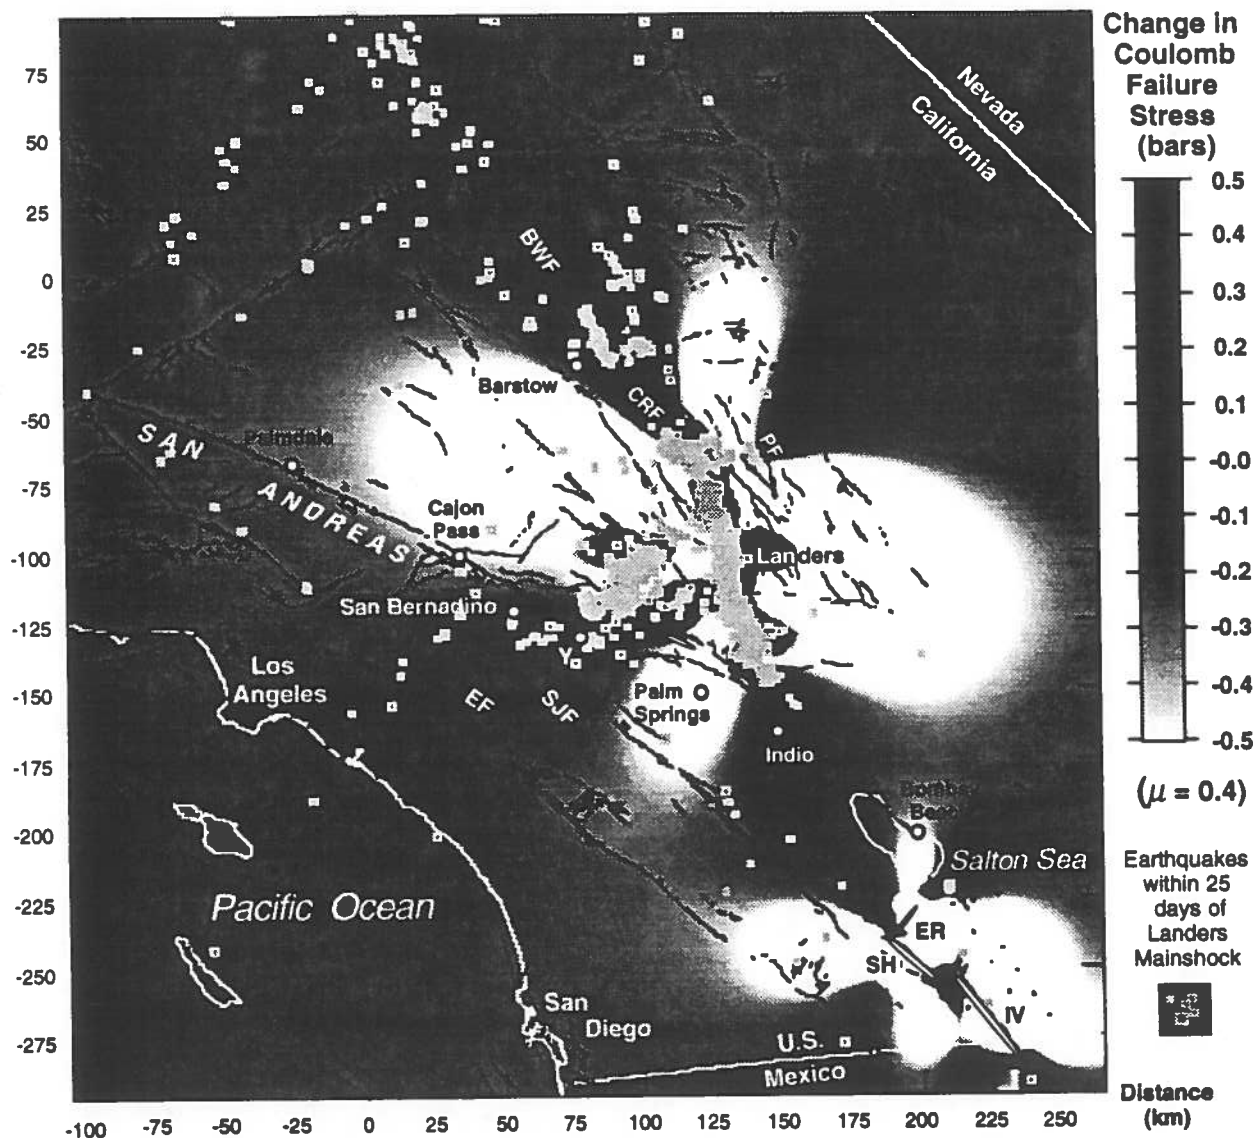 Change in
Coulomb
Failure
Stress
(bars)
0.5
0.4
0.3
0.2
0.1
-0.0
-0.1
-0.2
-0.3
-0.4
-0.5
(μ = 0.4)
Earthquakes
within 25
days of
Landers
Mainshock
Distance
(km)
75
50
25
0
-25
-50
-75
-100
-125
-150
-175
-200
-225
-250
-275
-100
-75
-50
-25
0
25
50
75
100
125
150
175
200
225
250
Nevada
California
BWF
Barstow
CRF
PF
SAN
ANDREAS
Palmdale
Cajon
Pass
Landers
San Bernadino
Y
Los
Angeles
EF
SJF
Palm
Springs
Indio
Salton Sea
Pacific Ocean
ER
SH
IV
San
Diego
U.S.
Mexico